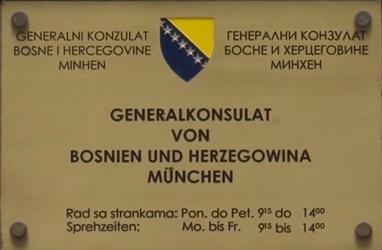 GENERALNI KONZULAT
BOSNE I HERCEGOVINE
MINHEN
ГЕНЕРАЛНИ КОНЗУЛАТ
БОСНЕ И ХЕРЦЕГОВИНЕ
МИНХЕН
GENERALKONSULAT
VON
BOSNIEN UND HERZEGOWINA
MÜNCHEN
Rad sa strankama: Pon. do Pet. 9¹⁵ do 14⁰⁰
Sprehzeiten: Mo. bis Fr. 9¹⁵ bis 14⁰⁰